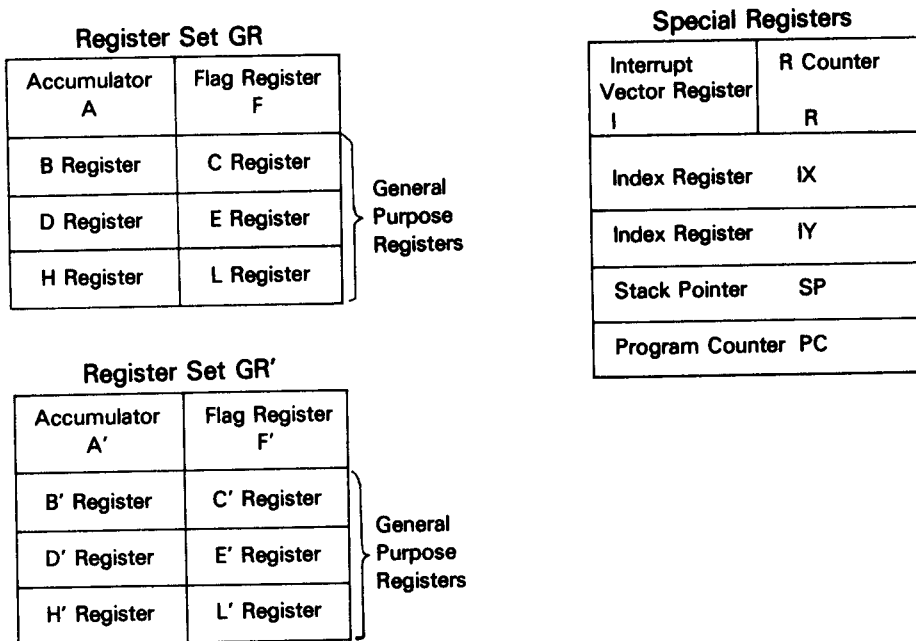 Register Set GR
Accumulator
A
Flag Register
F
B Register
C Register
D Register
E Register
H Register
L Register
General
Purpose
Registers
Special Registers
Interrupt
Vector Register
I
R Counter
R
Index Register IX
Index Register IY
Stack Pointer SP
Program Counter PC
Register Set GR'
Accumulator
A'
Flag Register
F'
B' Register
C' Register
D' Register
E' Register
H' Register
L' Register
General
Purpose
Registers